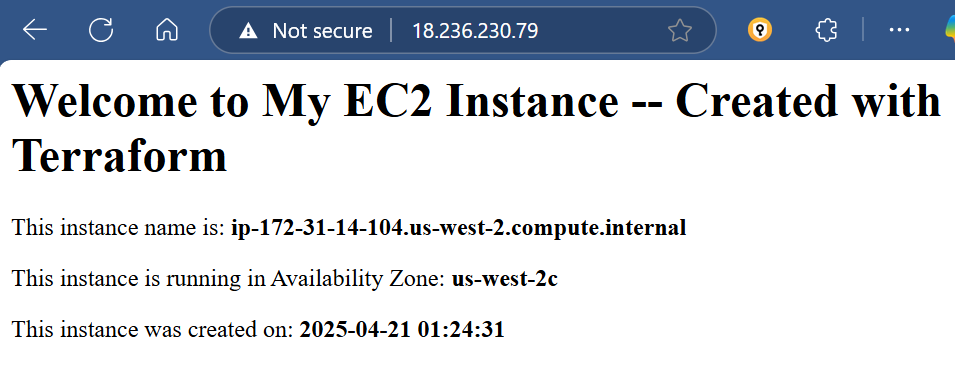 Not secure 18.236.230.79
Welcome to My EC2 Instance -- Created with
Terraform
This instance name is: ip-172-31-14-104.us-west-2.compute.internal
This instance is running in Availability Zone: us-west-2c
This instance was created on: 2025-04-21 01:24:31